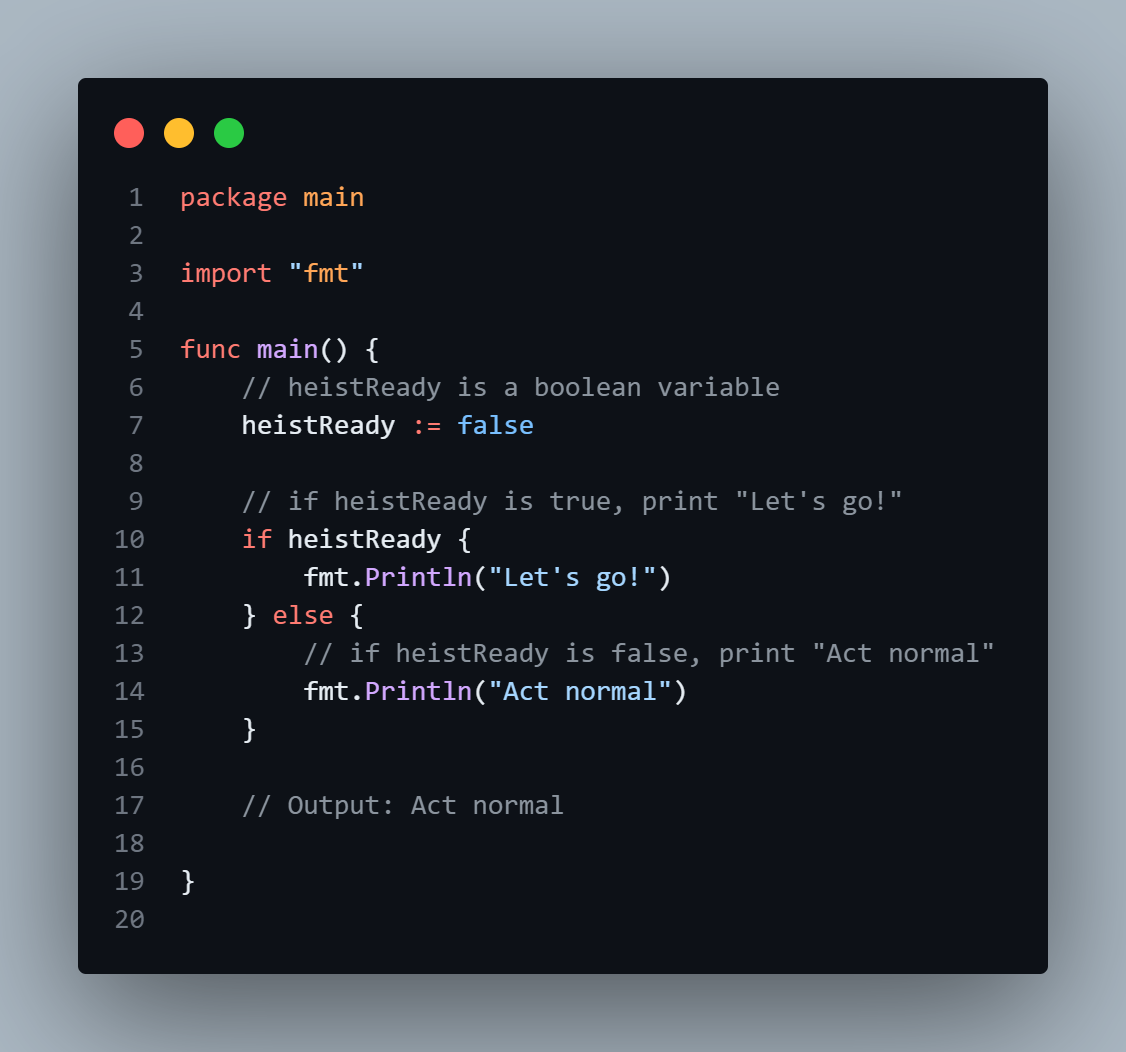 1 package main
2
3 import "fmt"
4
5 func main() {
6     // heistReady is a boolean variable
7     heistReady := false
8
9     // if heistReady is true, print "Let's go!"
10     if heistReady {
11         fmt.Println("Let's go!")
12     } else {
13         // if heistReady is false, print "Act normal"
14         fmt.Println("Act normal")
15     }
16
17     // Output: Act normal
18
19 }
20